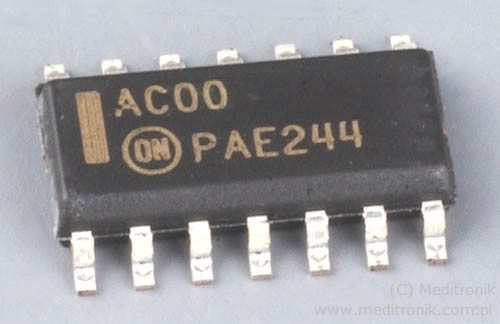 AC00
ON PAE244
(C) Meditronik
www.meditronik.com.pl